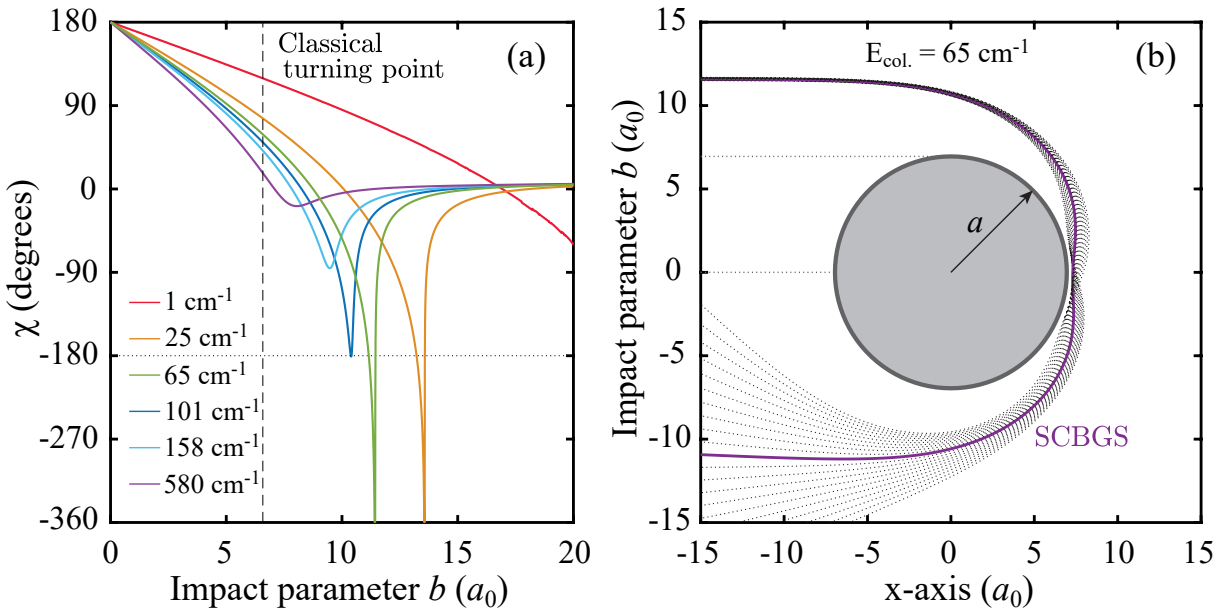 (a)
Classical
turning point
180
90
0
-90
-180
-270
-360
χ (degrees)
1 cm⁻¹
25 cm⁻¹
65 cm⁻¹
101 cm⁻¹
158 cm⁻¹
580 cm⁻¹
0 5 10 15 20
Impact parameter b (a₀)
(b)
E_col. = 65 cm⁻¹
15
10
5
0
-5
-10
-15
Impact parameter b (a₀)
a
SCBGS
-15 -10 -5 0 5 10 15
x-axis (a₀)